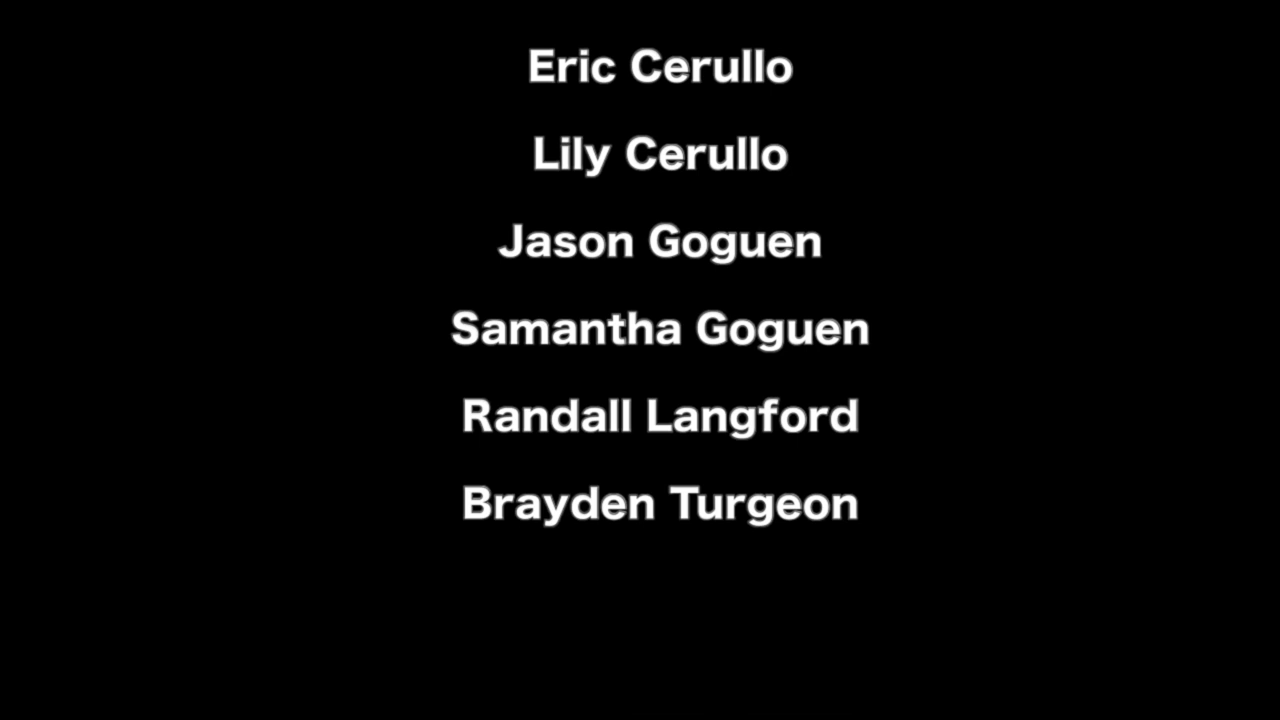 Eric Cerullo
Lily Cerullo
Jason Goguen
Samantha Goguen
Randall Langford
Brayden Turgeon